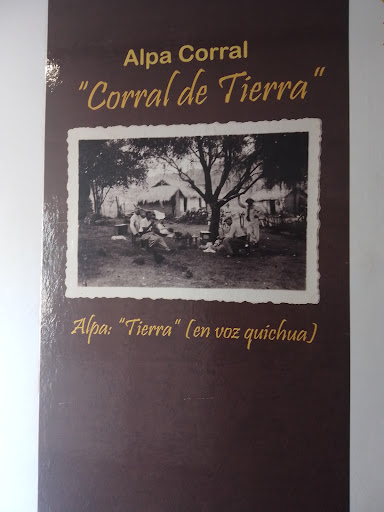 Alpa Corral
"Corral de Tierra"
Alpa: "Tierra" (en voz quichua)